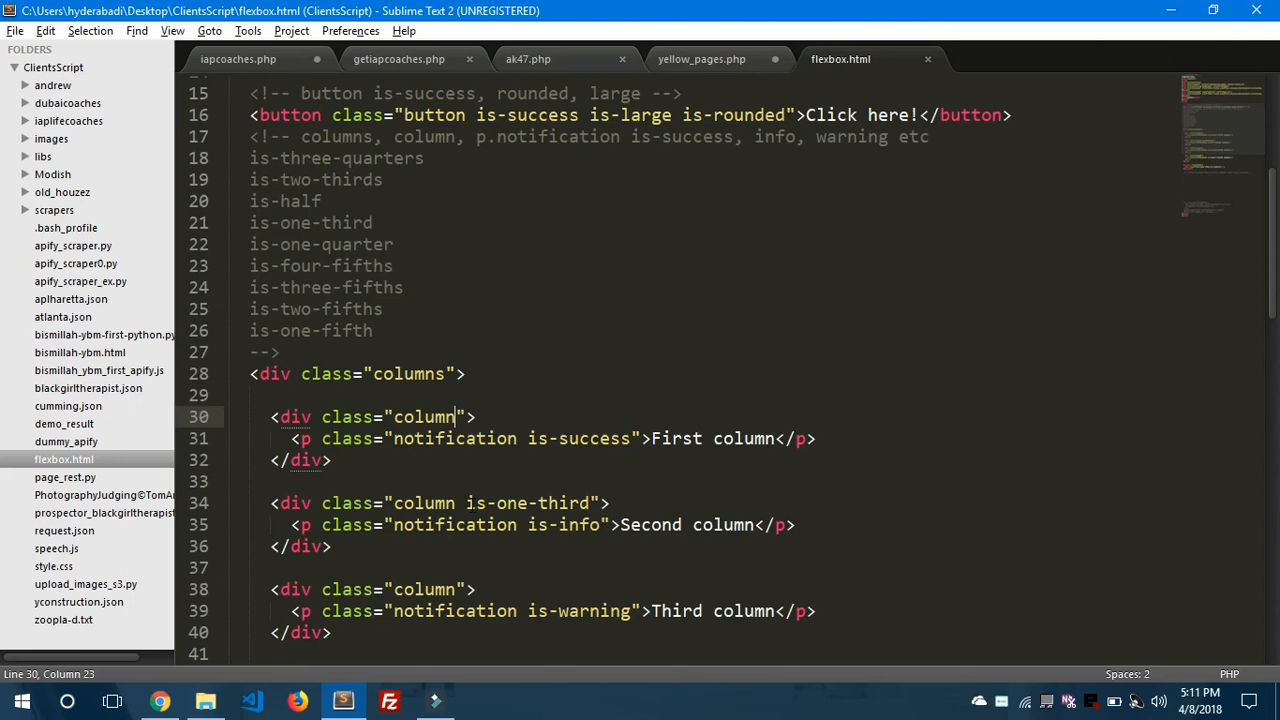 C:\Users\hyderabadi\Desktop\ClientsScript\flexbox.html (ClientsScript) - Sublime Text 2 (UNREGISTERED)
File Edit Selection Find View Goto Tools Project Preferences Help
FOLDERS
ClientsScript
andrew
dubaicoaches
iaplifecoaches
images
libs
Modish
old_houzez
scrapers
.bash_profile
apify_scraper.py
apify_scraper0.py
apify_scraper_ex.py
aplharetta.json
atlanta.json
bismillah-ybm-first-python.py
bismillah-ybm.html
bismillah_ybm_first_apify.js
blackgirltherapist.json
cumming.json
demo_result
dummy_apify
flexbox.html
page_rest.py
PhotographyJudging©TomAr
prospector_blackgirltherapist
request.json
speech.js
style.css
upload_images_s3.py
yconstruction.json
zoopla-d.txt
iapcoaches.php getiapcoaches.php ak47.php yellow_pages.php flexbox.html
15 <!-- button is-success, rounded, large -->
16 <button class="button is-success is-large is-rounded">Click here!</button>
17 <!-- columns, column, p.notification is-success, info, warning etc
18 is-three-quarters
19 is-two-thirds
20 is-half
21 is-one-third
22 is-one-quarter
23 is-four-fifths
24 is-three-fifths
25 is-two-fifths
26 is-one-fifth
27 -->
28 <div class="columns">
29
30 <div class="column">
31 <p class="notification is-success">First column</p>
32 </div>
33
34 <div class="column is-one-third">
35 <p class="notification is-info">Second column</p>
36 </div>
37
38 <div class="column">
39 <p class="notification is-warning">Third column</p>
40 </div>
41
Line 30, Column 23
Spaces: 2 PHP
5:11 PM
4/8/2018